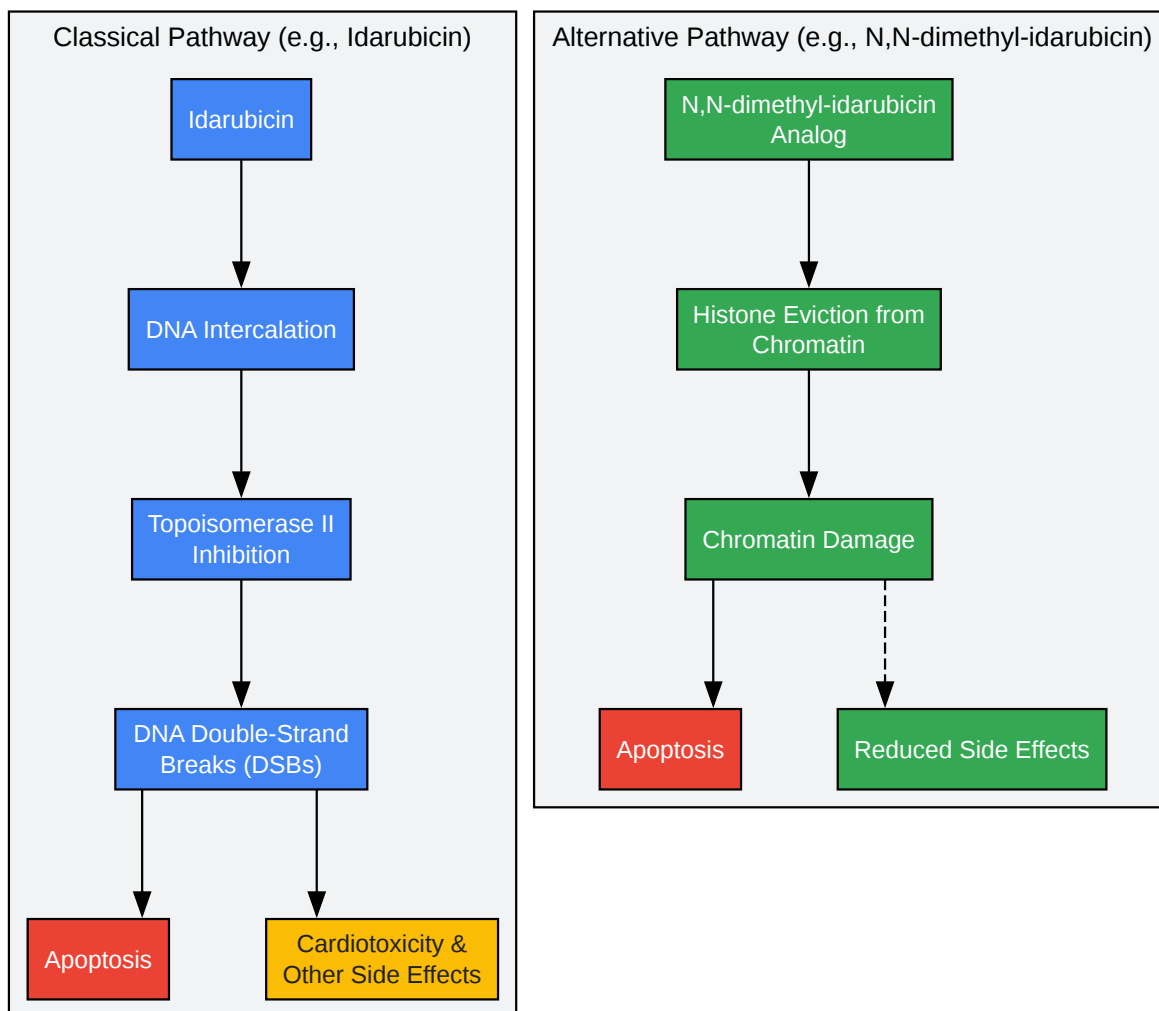 Classical Pathway (e.g., Idarubicin)
Idarubicin
DNA Intercalation
Topoisomerase II
Inhibition
DNA Double-Strand
Breaks (DSBs)
Apoptosis
Cardiotoxicity &
Other Side Effects
Alternative Pathway (e.g., N,N-dimethyl-idarubicin)
N,N-dimethyl-idarubicin
Analog
Histone Eviction from
Chromatin
Chromatin Damage
Apoptosis
Reduced Side Effects